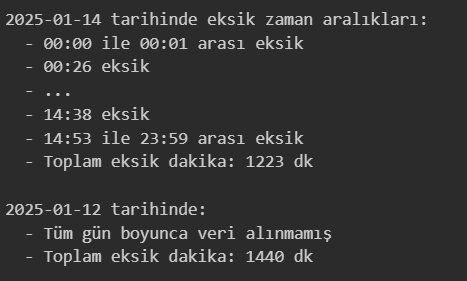 2025-01-14 tarihinde eksik zaman aralıkları:
- 00:00 ile 00:01 arası eksik
- 00:26 eksik
- ...
- 14:38 eksik
- 14:53 ile 23:59 arası eksik
- Toplam eksik dakika: 1223 dk
2025-01-12 tarihinde:
- Tüm gün boyunca veri alınmamış
- Toplam eksik dakika: 1440 dk